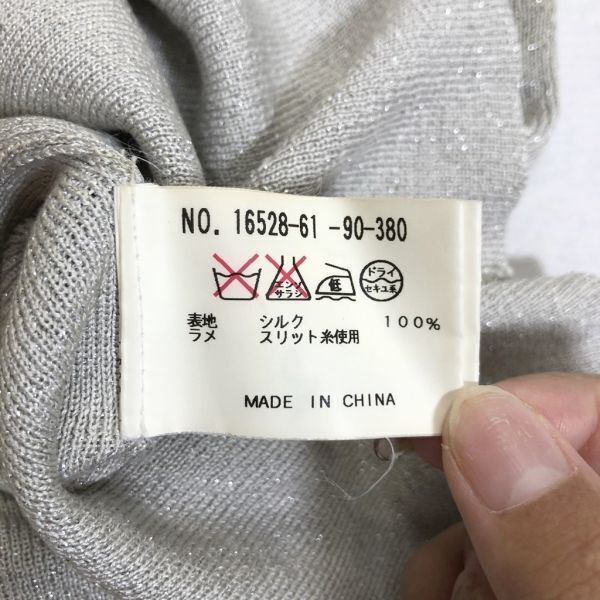 NO. 16528-61 -90-380
エンソ サラシ 低 ドライ セキユ系
表地 シルク 100%
ラメ スリット糸使用
MADE IN CHINA